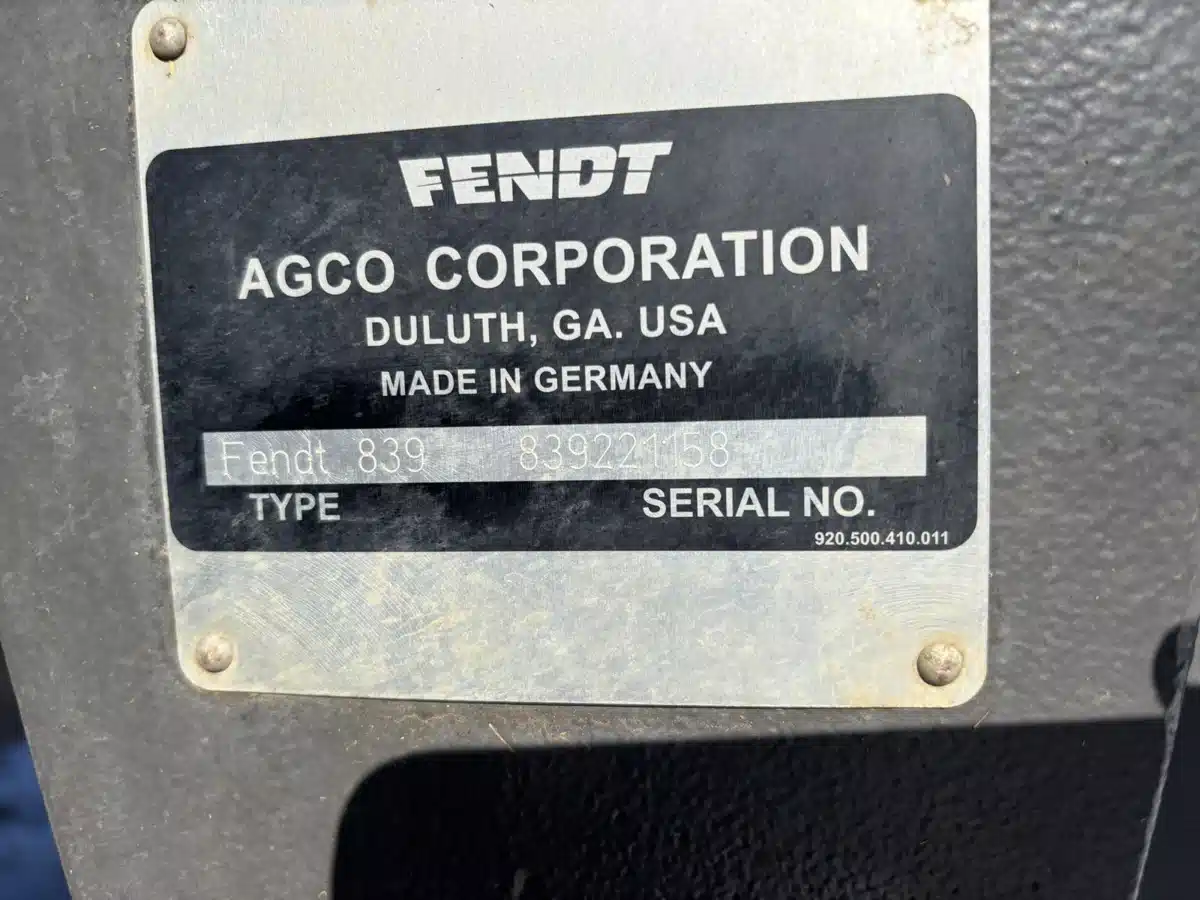 FENDT
AGCO CORPORATION
DULUTH, GA. USA
MADE IN GERMANY
Fendt 839 839221158
TYPE SERIAL NO.
920.500.410.011